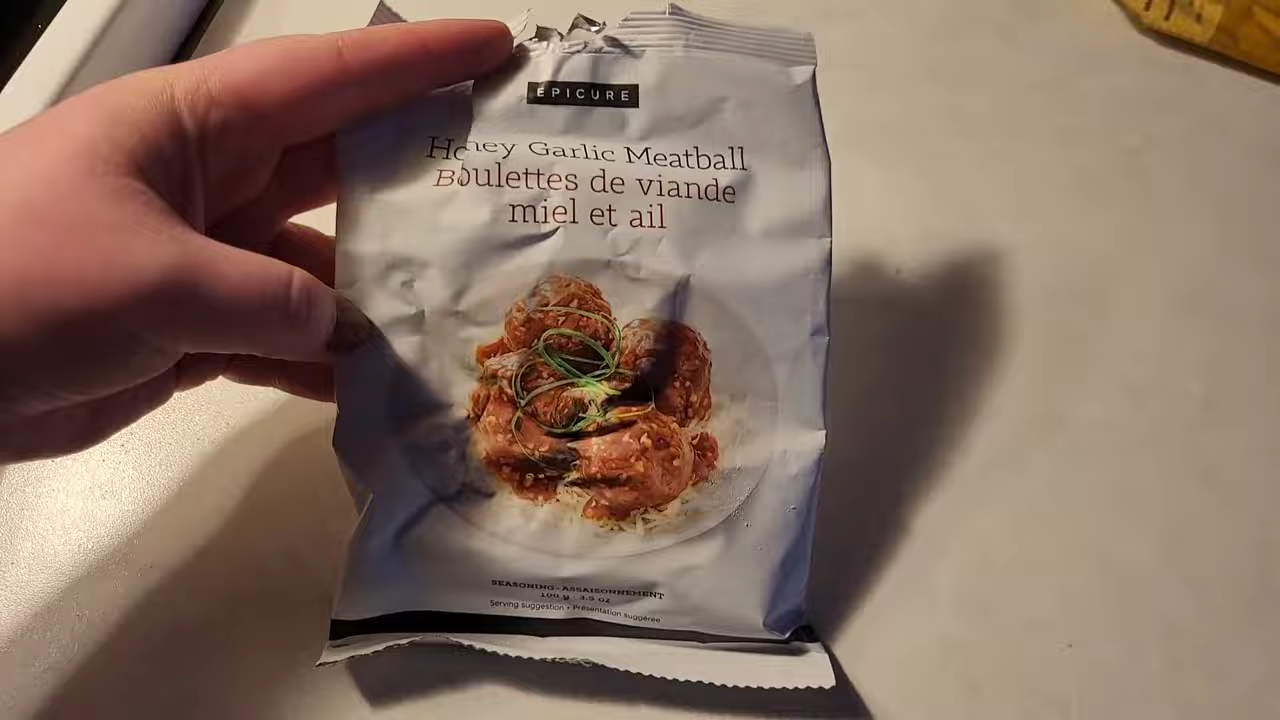 EPICURE
Honey Garlic Meatball
Boulettes de viande
miel et ail
SEASONING • ASSAISONNEMENT
100 g • 3.5 oz
Serving suggestion • Présentation suggérée